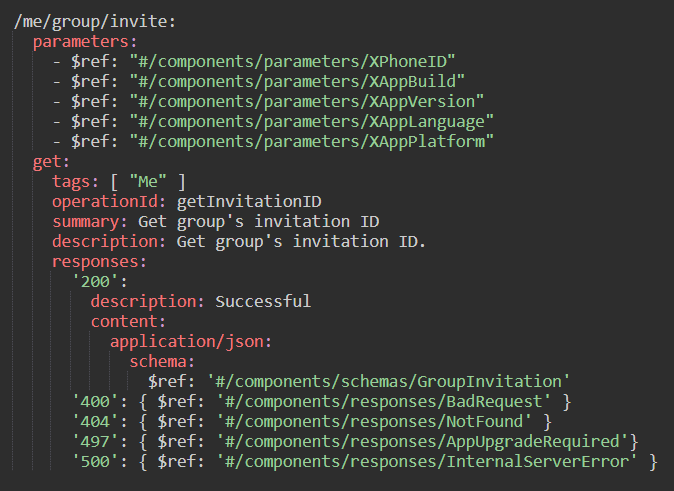 /me/group/invite:
  parameters:
    - $ref: "#/components/parameters/XPhoneID"
    - $ref: "#/components/parameters/XAppBuild"
    - $ref: "#/components/parameters/XAppVersion"
    - $ref: "#/components/parameters/XAppLanguage"
    - $ref: "#/components/parameters/XAppPlatform"
  get:
    tags: [ "Me" ]
    operationId: getInvitationID
    summary: Get group's invitation ID
    description: Get group's invitation ID.
    responses:
      '200':
        description: Successful
        content:
          application/json:
            schema:
              $ref: '#/components/schemas/GroupInvitation'
      '400': { $ref: '#/components/responses/BadRequest' }
      '404': { $ref: '#/components/responses/NotFound' }
      '497': { $ref: '#/components/responses/AppUpgradeRequired'}
      '500': { $ref: '#/components/responses/InternalServerError' }